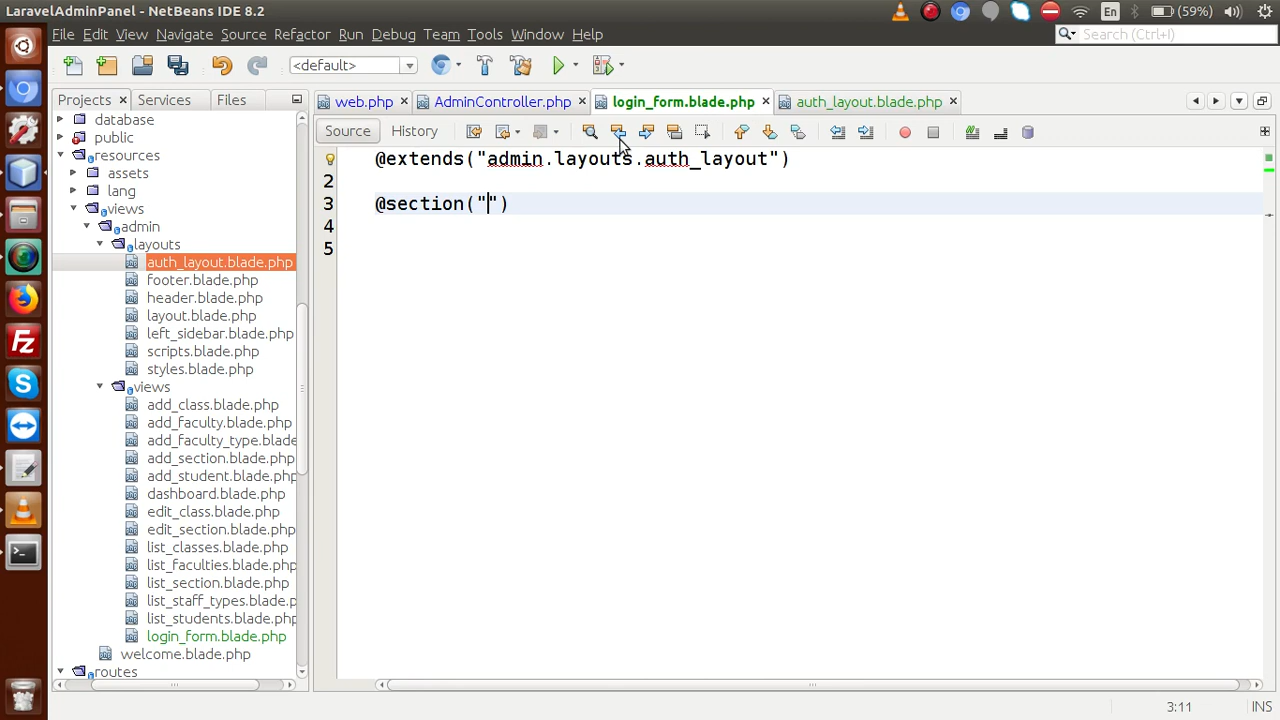 LaravelAdminPanel - NetBeans IDE 8.2
En
(59%)
File Edit View Navigate Source Refactor Run Debug Team Tools Window Help
Search (Ctrl+I)
<default>
Projects Services Files
web.php AdminController.php login_form.blade.php auth_layout.blade.php
Source History
database
public
resources
assets
lang
views
admin
layouts
auth_layout.blade.php
footer.blade.php
header.blade.php
layout.blade.php
left_sidebar.blade.php
scripts.blade.php
styles.blade.php
views
add_class.blade.php
add_faculty.blade.php
add_faculty_type.blade
add_section.blade.php
add_student.blade.php
dashboard.blade.php
edit_class.blade.php
edit_section.blade.php
list_classes.blade.php
list_faculties.blade.php
list_section.blade.php
list_staff_types.blade.p
list_students.blade.php
login_form.blade.php
welcome.blade.php
routes
@extends("admin.layouts.auth_layout")
2
3 @section("")
4
5
3:11 INS